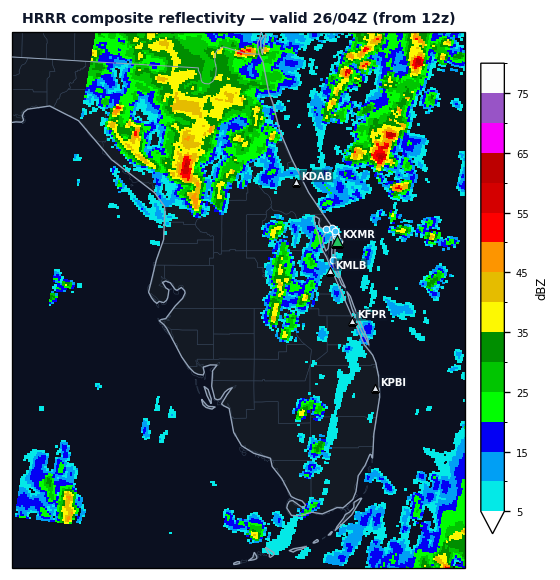 HRRR composite reflectivity — valid 26/04Z (from 12z)
KDAB
KXMR
KMLB
KFPR
KPBI
75
65
55
45
35
25
15
5
dBZ